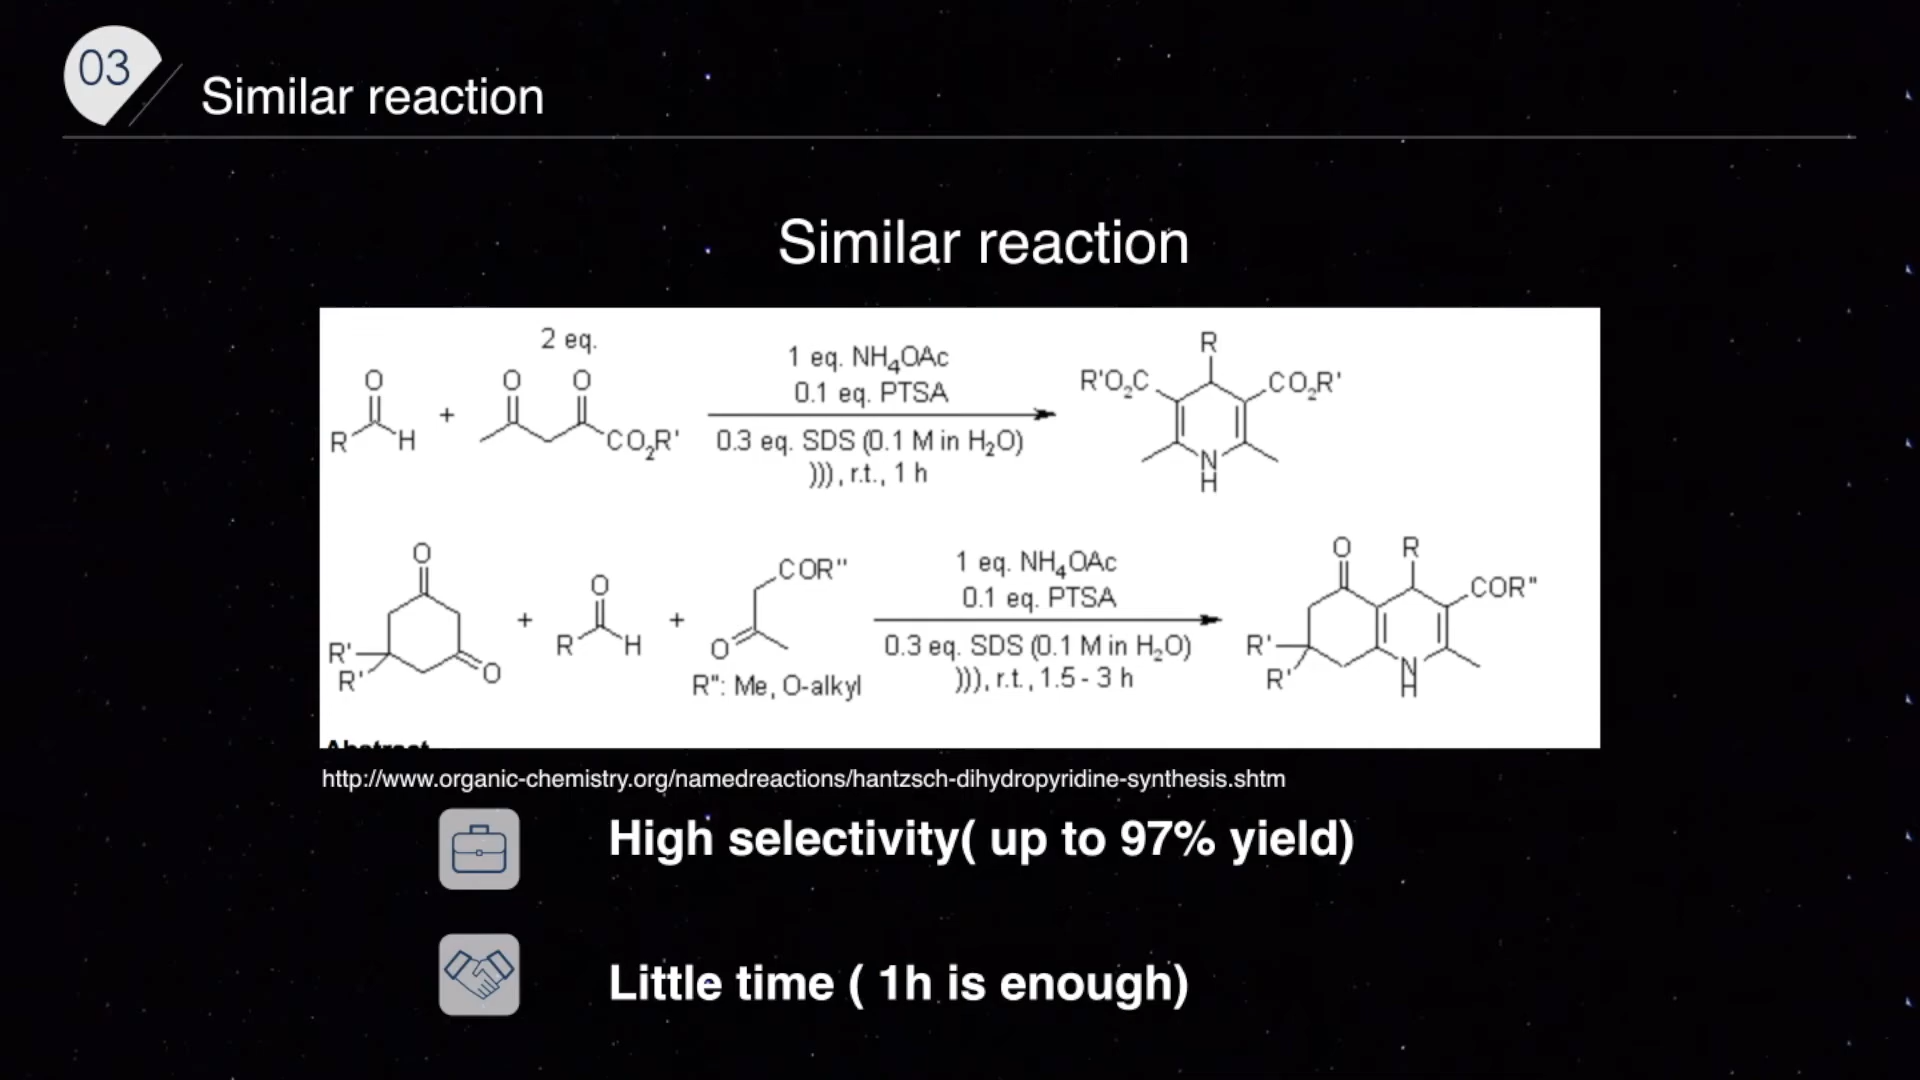 03
Similar reaction
Similar reaction
2 eq.
O
O O
R H
+
CO2R'
1 eq. NH4OAc
0.1 eq. PTSA
0.3 eq. SDS (0.1 M in H2O)
))), r.t., 1 h
R
R'O2C CO2R'
N
H
O
R'
R'
O
+
O
R H
+
COR"
O
R": Me, O-alkyl
1 eq. NH4OAc
0.1 eq. PTSA
0.3 eq. SDS (0.1 M in H2O)
))), r.t., 1.5 - 3 h
O R
COR"
R'
R'
N
H
Abstract
http://www.organic-chemistry.org/namedreactions/hantzsch-dihydropyridine-synthesis.shtm
High selectivity( up to 97% yield)
Little time ( 1h is enough)